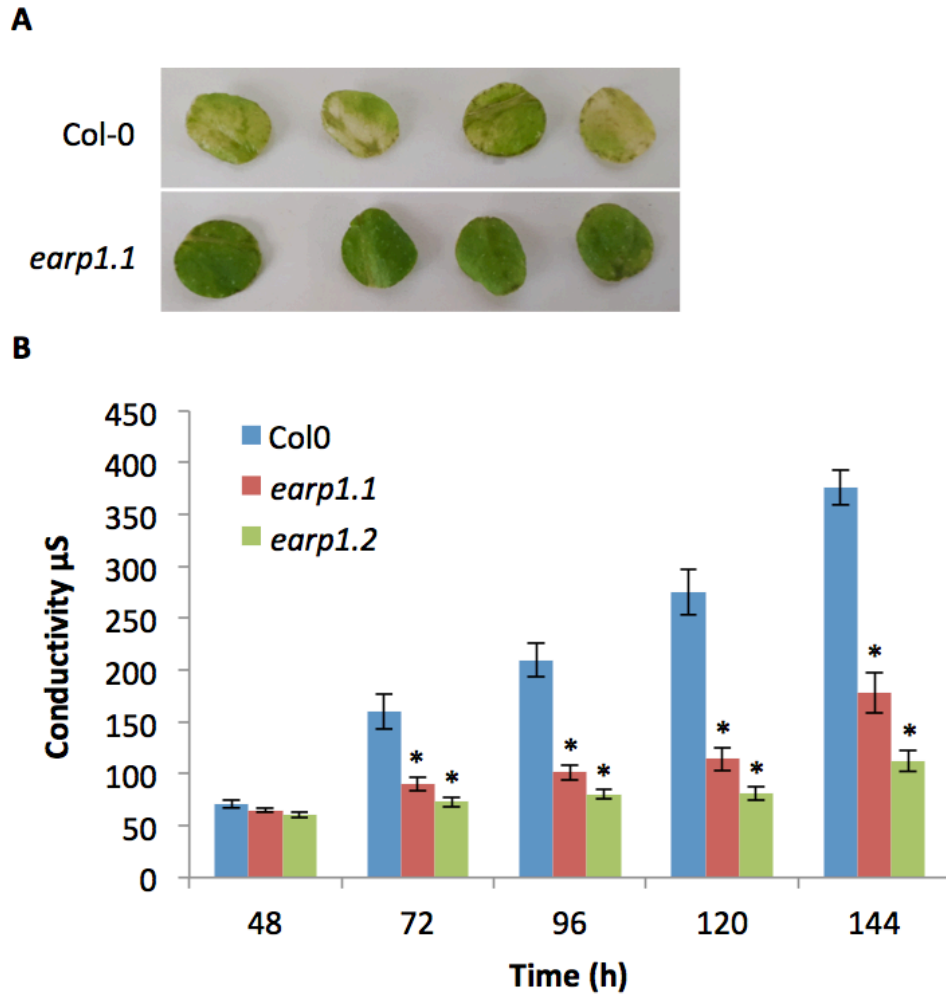 A
Col-0
earp1.1
B
450
400
350
300
250
200
150
100
50
0
Conductivity µS
Col0
earp1.1
earp1.2
*
*
*
*
*
*
*
*
48 72 96 120 144
Time (h)